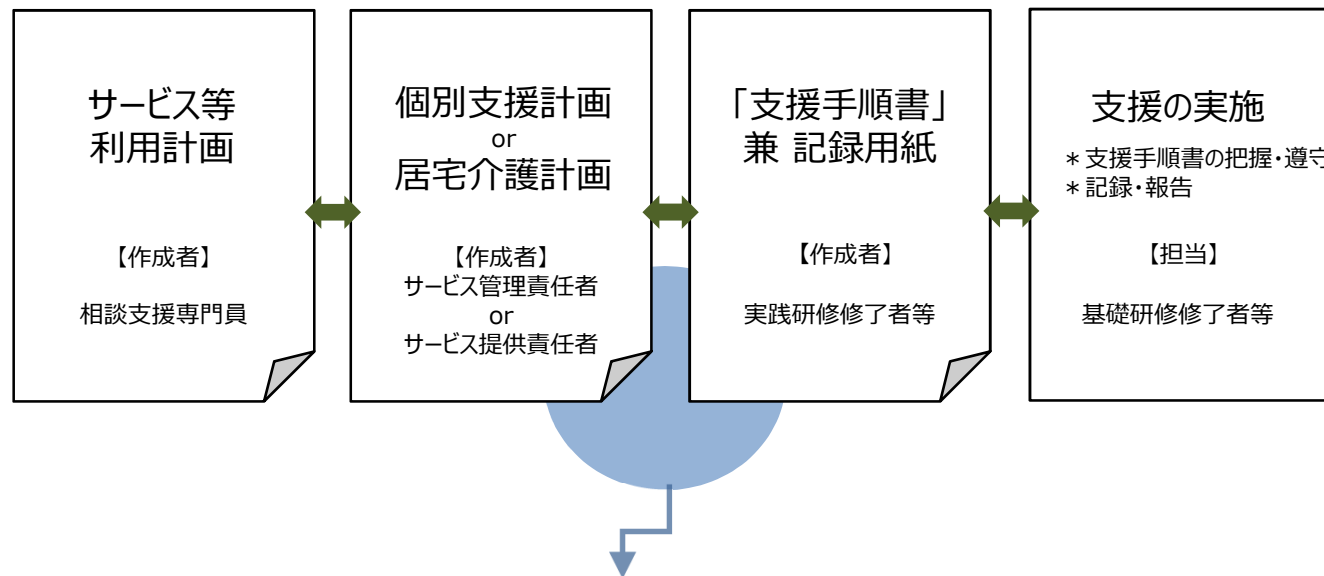 サービス等
利用計画
【作成者】
相談支援専門員
個別支援計画
or
居宅介護計画
【作成者】
サービス管理責任者
or
サービス提供責任者
「支援手順書」
兼 記録用紙
【作成者】
実践研修修了者等
支援の実施
＊支援手順書の把握・遵守
＊記録・報告
【担当】
基礎研修修了者等